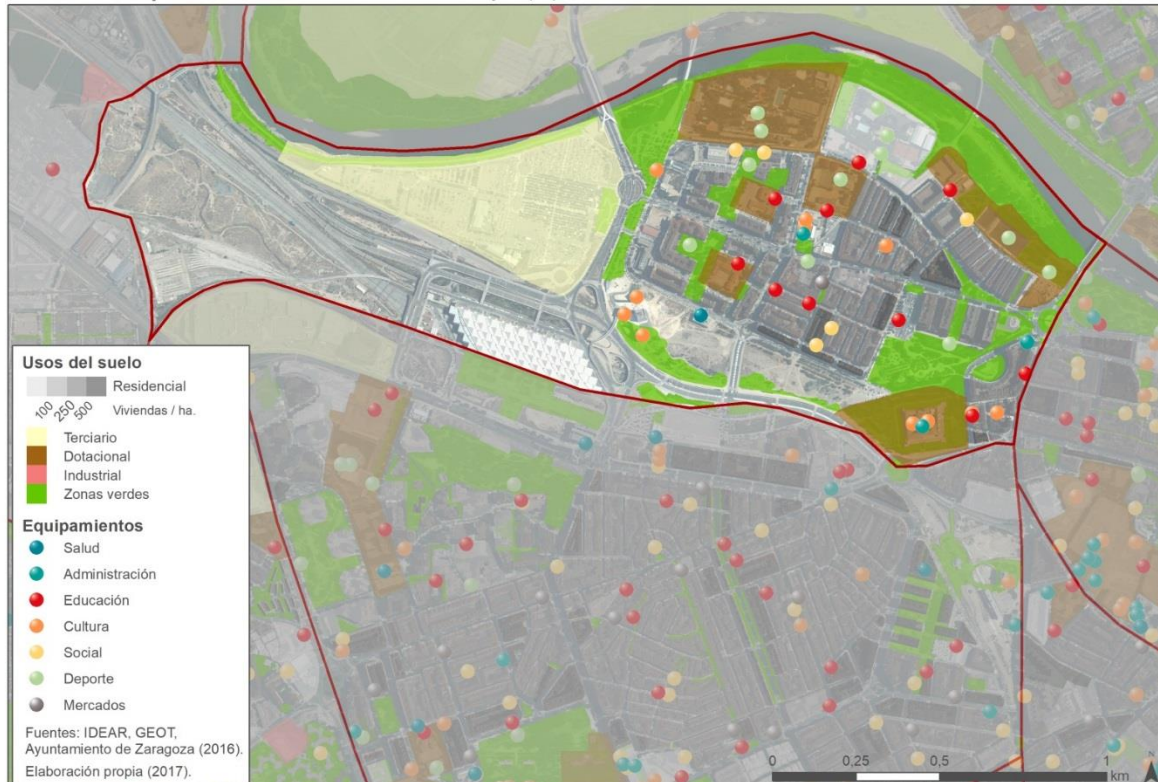 Usos del suelo
Residencial
100 250 500
Viviendas / ha.
Terciario
Dotacional
Industrial
Zonas verdes
Equipamientos
Salud
Administración
Educación
Cultura
Social
Deporte
Mercados
Fuentes: IDEAR, GEOT,
Ayuntamiento de Zaragoza (2016).
Elaboración propia (2017).
0 0,25 0,5 1
km
N